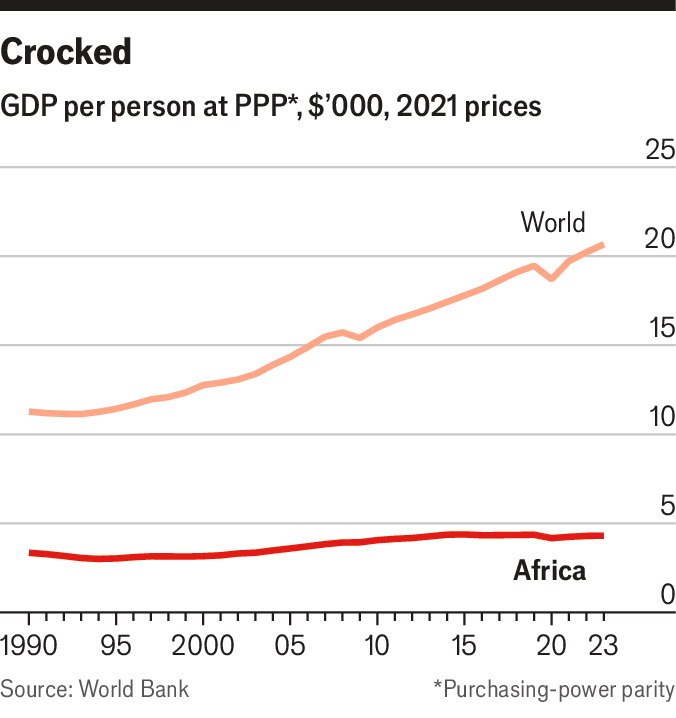 Crocked
GDP per person at PPP*, $’000, 2021 prices
25
World
20
15
10
5
Africa
0
1990 95 2000 05 10 15 20 23
Source: World Bank *Purchasing-power parity